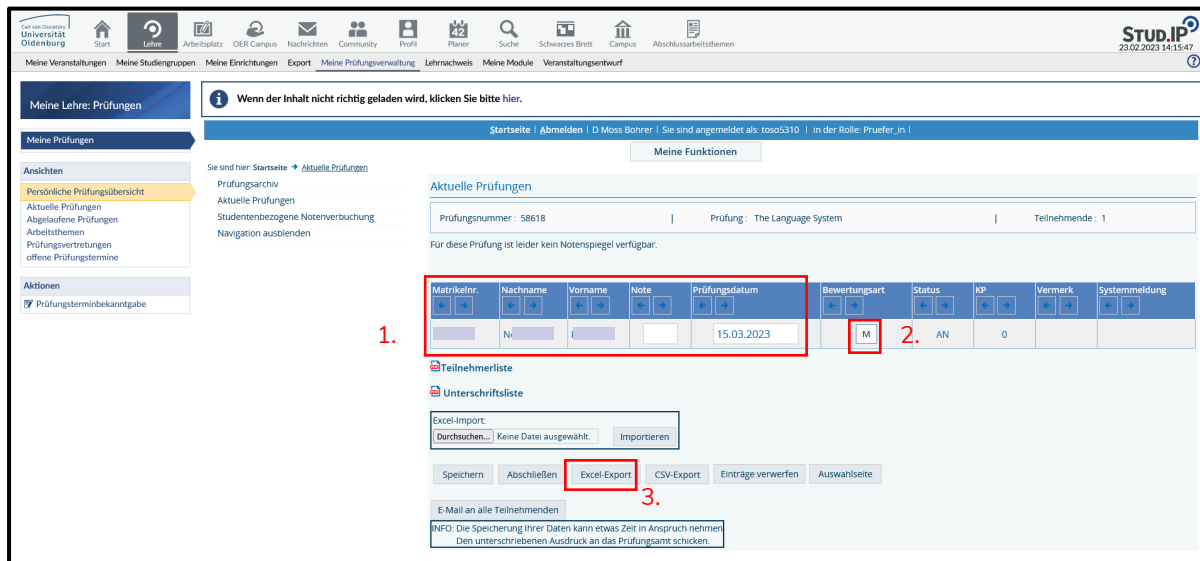 Carl von Ossietzky
Universität
Oldenburg
Start
Lehre
Arbeitsplatz
OER Campus
Nachrichten
Community
Profil
42
Planer
Suche
Schwarzes Brett
Campus
Abschlussarbeitsthemen
STUD.IP
23.02.2023 14:15:47
Meine Veranstaltungen Meine Studiengruppen Meine Einrichtungen Export Meine Prüfungsverwaltung Lehrnachweis Meine Module Veranstaltungsentwurf
?
Meine Lehre: Prüfungen
Meine Prüfungen
Ansichten
Persönliche Prüfungsübersicht
Aktuelle Prüfungen
Abgelaufene Prüfungen
Arbeitsthemen
Prüfungsvertretungen
offene Prüfungstermine
Aktionen
Prüfungsterminbekanntgabe
i Wenn der Inhalt nicht richtig geladen wird, klicken Sie bitte hier.
Startseite | Abmelden | D Moss Bohrer | Sie sind angemeldet als: toso5310 | in der Rolle: Pruefer_in |
Meine Funktionen
Sie sind hier: Startseite → Aktuelle Prüfungen
Prüfungsarchiv
Aktuelle Prüfungen
Studentenbezogene Notenverbuchung
Navigation ausblenden
Aktuelle Prüfungen
Prüfungsnummer : 58618 | Prüfung : The Language System | Teilnehmende : 1
Für diese Prüfung ist leider kein Notenspiegel verfügbar.
Matrikelnr. Nachname Vorname Note Prüfungsdatum Bewertungsart Status KP Vermerk Systemmeldung
← → ← → ← → ← → ← → ← → ← → ← → ← → ← →
1. 15.03.2023 M 2. AN 0
Teilnehmerliste
Unterschriftsliste
Excel-Import:
Durchsuchen... Keine Datei ausgewählt. Importieren
Speichern Abschließen Excel-Export CSV-Export Einträge verwerfen Auswahlseite
3.
E-Mail an alle Teilnehmenden
INFO: Die Speicherung Ihrer Daten kann etwas Zeit in Anspruch nehmen
Den unterschriebenen Ausdruck an das Prüfungsamt schicken.